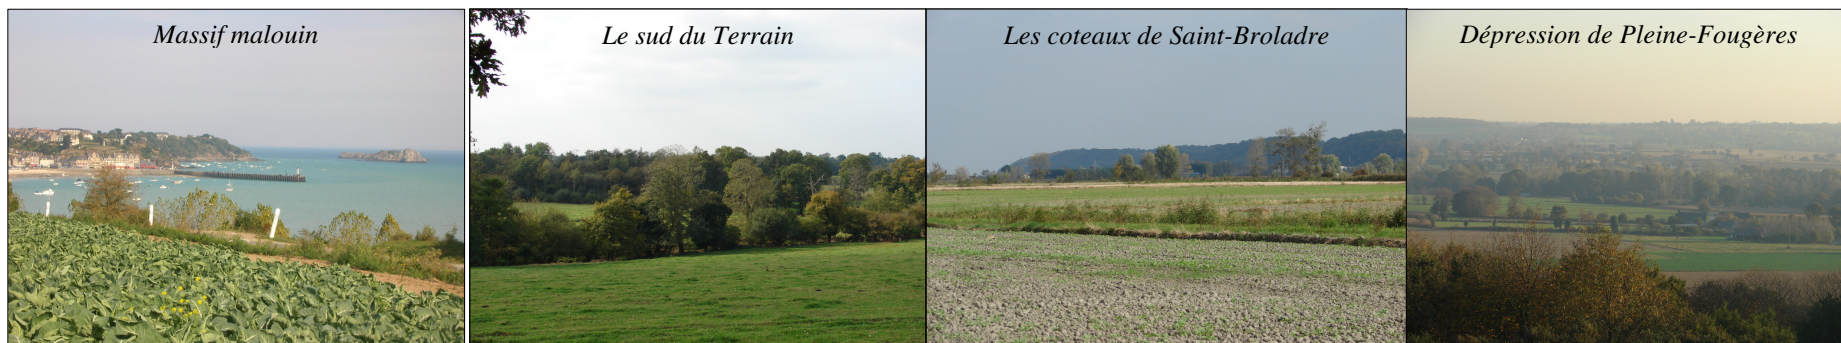 Massif malouin
Le sud du Terrain
Les coteaux de Saint-Broladre
Dépression de Pleine-Fougères